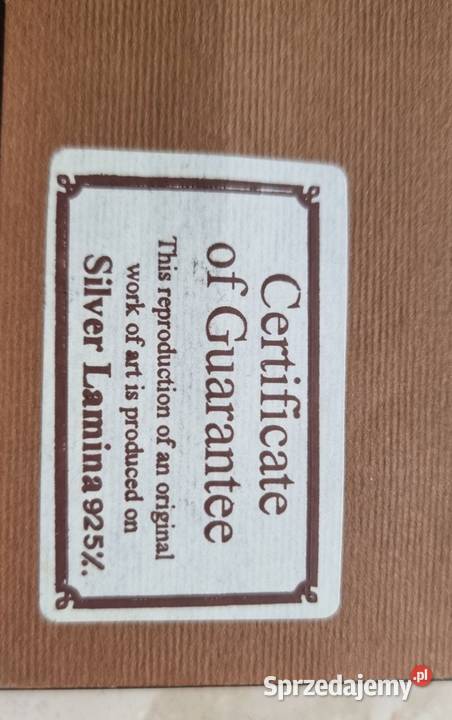 Certificate
of Guarantee
This reproduction of an original
work of art is produced on
Silver Lamina 925%.
Sprzedajemy.pl